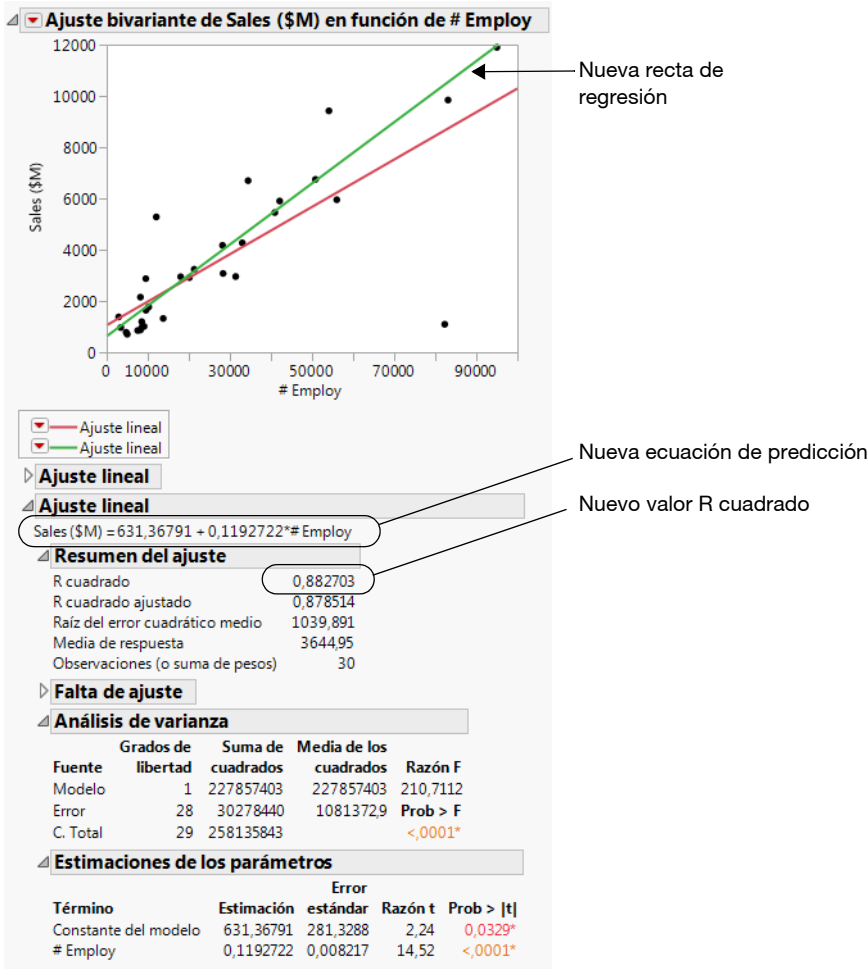 Ajuste bivariante de Sales ($M) en función de # Employ
12000
10000
8000
6000
4000
2000
0
Sales ($M)
0 10000 30000 50000 70000 90000
# Employ
Nueva recta de
regresión
Ajuste lineal
Ajuste lineal
Nueva ecuación de predicción
Ajuste lineal
Nuevo valor R cuadrado
Ajuste lineal
Sales ($M) = 631,36791 + 0,1192722*# Employ
Resumen del ajuste
R cuadrado 0,882703
R cuadrado ajustado 0,878514
Raíz del error cuadrático medio 1039,891
Media de respuesta 3644,95
Observaciones (o suma de pesos) 30
Falta de ajuste
Análisis de varianza
Grados de Suma de Media de los
Fuente libertad cuadrados cuadrados Razón F
Modelo 1 227857403 227857403 210,7112
Error 28 30278440 1081372,9 Prob > F
C. Total 29 258135843 <,0001*
Estimaciones de los parámetros
Error
Término Estimación estándar Razón t Prob > |t|
Constante del modelo 631,36791 281,3288 2,24 0,0329*
# Employ 0,1192722 0,008217 14,52 <,0001*